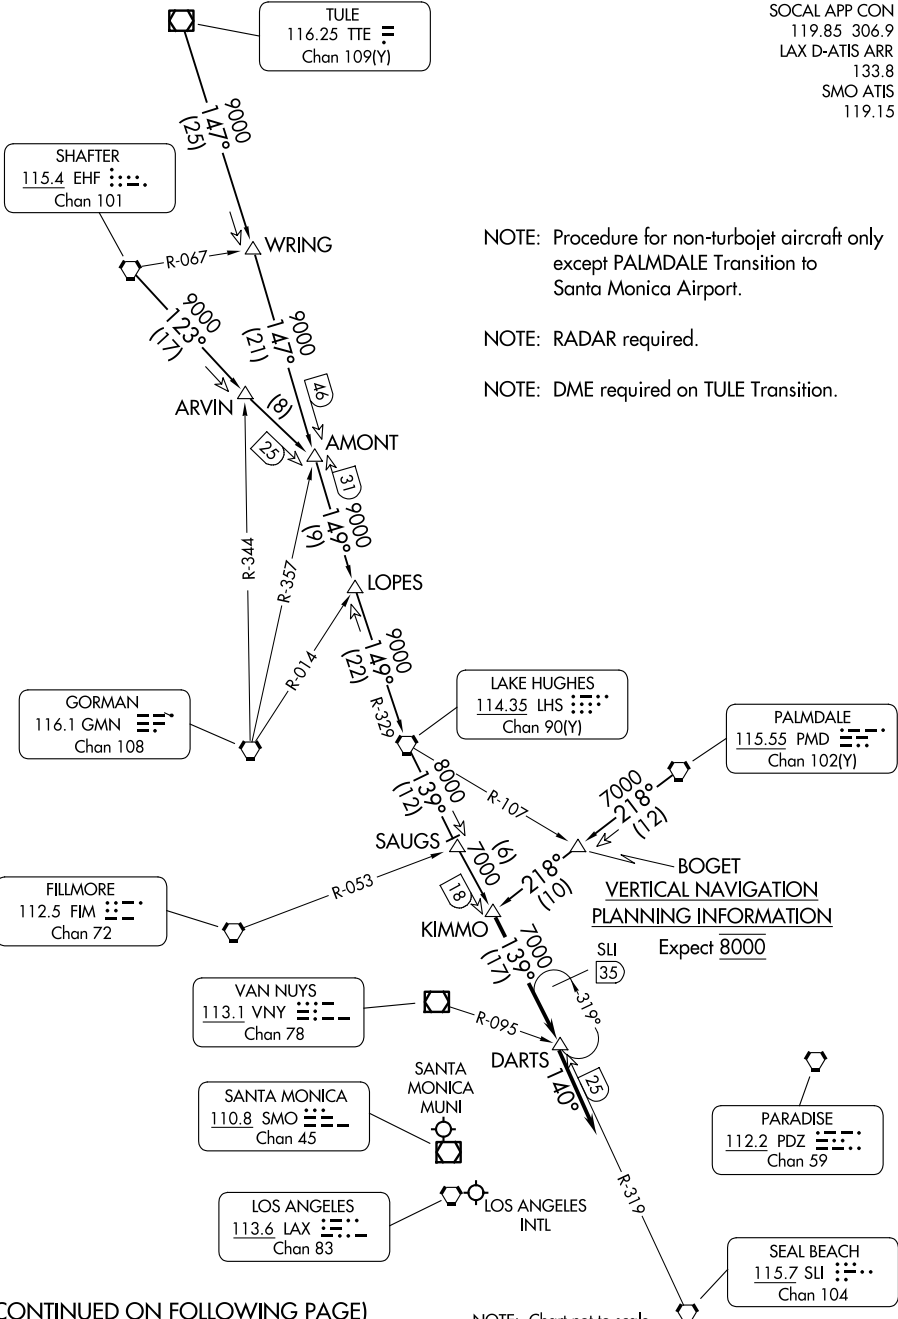 TULE
116.25 TTE
Chan 109(Y)
SOCAL APP CON
119.85 306.9
LAX D-ATIS ARR
133.8
SMO ATIS
119.15
9000
147°
(25)
SHAFTER
115.4 EHF
Chan 101
R-067
WRING
NOTE: Procedure for non-turbojet aircraft only
except PALMDALE Transition to
Santa Monica Airport.
NOTE: RADAR required.
NOTE: DME required on TULE Transition.
9000
123°
(17)
9000
147°
(21)
46
ARVIN
(8)
25
AMONT
31
9000
149°
(9)
R-344
R-357
R-014
LOPES
9000
149°
(22)
R-329
GORMAN
116.1 GMN
Chan 108
LAKE HUGHES
114.35 LHS
Chan 90(Y)
PALMDALE
115.55 PMD
Chan 102(Y)
8000
139°
(12)
R-107
7000
218°
(12)
SAUGS
(6)
7000
18
218°
(10)
BOGET
VERTICAL NAVIGATION
PLANNING INFORMATION
Expect 8000
FILLMORE
112.5 FIM
Chan 72
R-053
KIMMO
7000
139°
(17)
SLI
35
319°
VAN NUYS
113.1 VNY
Chan 78
R-095
DARTS
25
140°
SANTA
MONICA
MUNI
SANTA MONICA
110.8 SMO
Chan 45
PARADISE
112.2 PDZ
Chan 59
LOS ANGELES
113.6 LAX
Chan 83
LOS ANGELES
INTL
R-319
SEAL BEACH
115.7 SLI
Chan 104
CONTINUED ON FOLLOWING PAGE)
NOTE: Chart not to scale